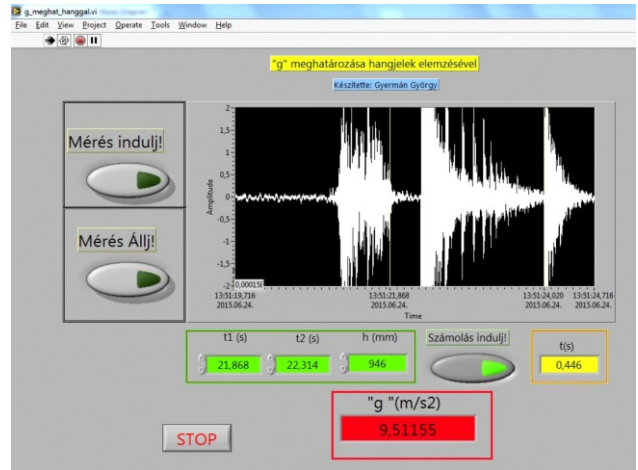 g_meghat_hanggal.vi
File Edit View Project Operate Tools Window Help
"g" meghatározása hangjelek elemzésével
Készítette: Gyermán György
Mérés indulj!
Mérés Állj!
Amplitude
2
1,5
1
0,5
0
-0,5
-1
-1,5
-2
0,000158
13:51:19,716
2015.06.24.
13:51:21,868
2015.06.24.
13:51:24,020
2015.06.24.
13:51:24,716
2015.06.24.
Time
t1 (s) t2 (s) h (mm)
21,868 22,314 946
Számolás indulj!
t(s)
0,446
"g "(m/s2)
9,51155
STOP